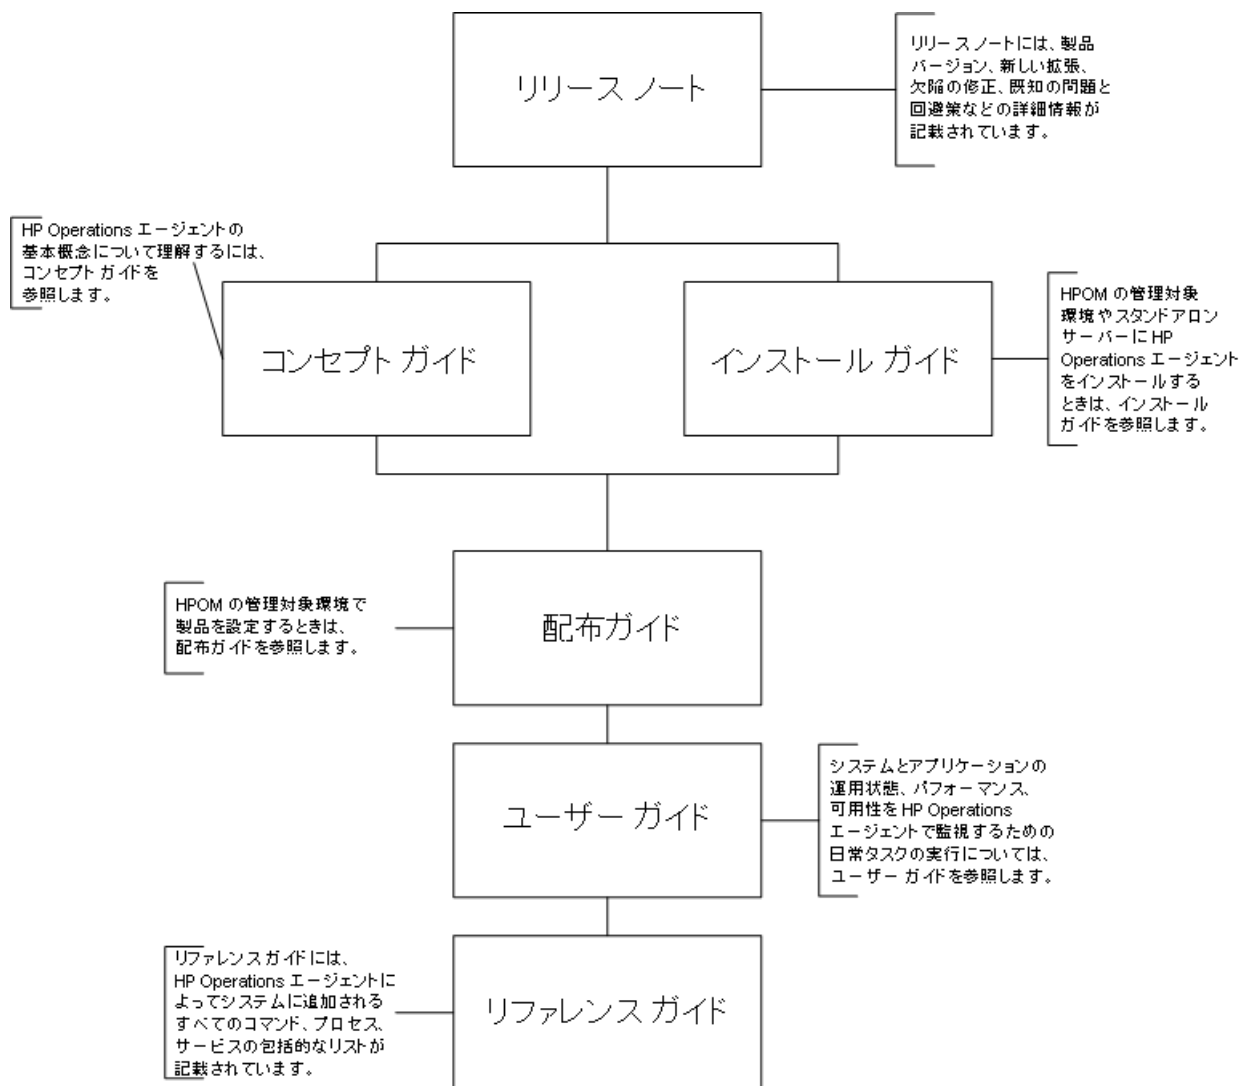 リリース ノート
リリースノートには、製品
バージョン、新しい拡張、
欠陥の修正、既知の問題と
回避策などの詳細情報が
記載されています。
HP Operations エージェントの
基本概念について理解するには、
コンセプト ガイドを
参照します。
コンセプト ガイド
インストール ガイド
HPOM の管理対象
環境やスタンドアロン
サーバーに HP
Operations エージェント
をインストールする
ときは、インストール
ガイドを参照します。
HPOM の管理対象環境で
製品を設定するときは、
配布ガイドを参照します。
配布ガイド
ユーザー ガイド
システムとアプリケーションの
運用状態、パフォーマンス、
可用性を HP Operations
エージェントで監視するための
日常タスクの実行については、
ユーザー ガイドを参照します。
リファレンスガイドには、
HP Operations エージェントに
よってシステムに追加される
すべてのコマンド、プロセス、
サービスの包括的なリストが
記載されています。
リファレンス ガイド